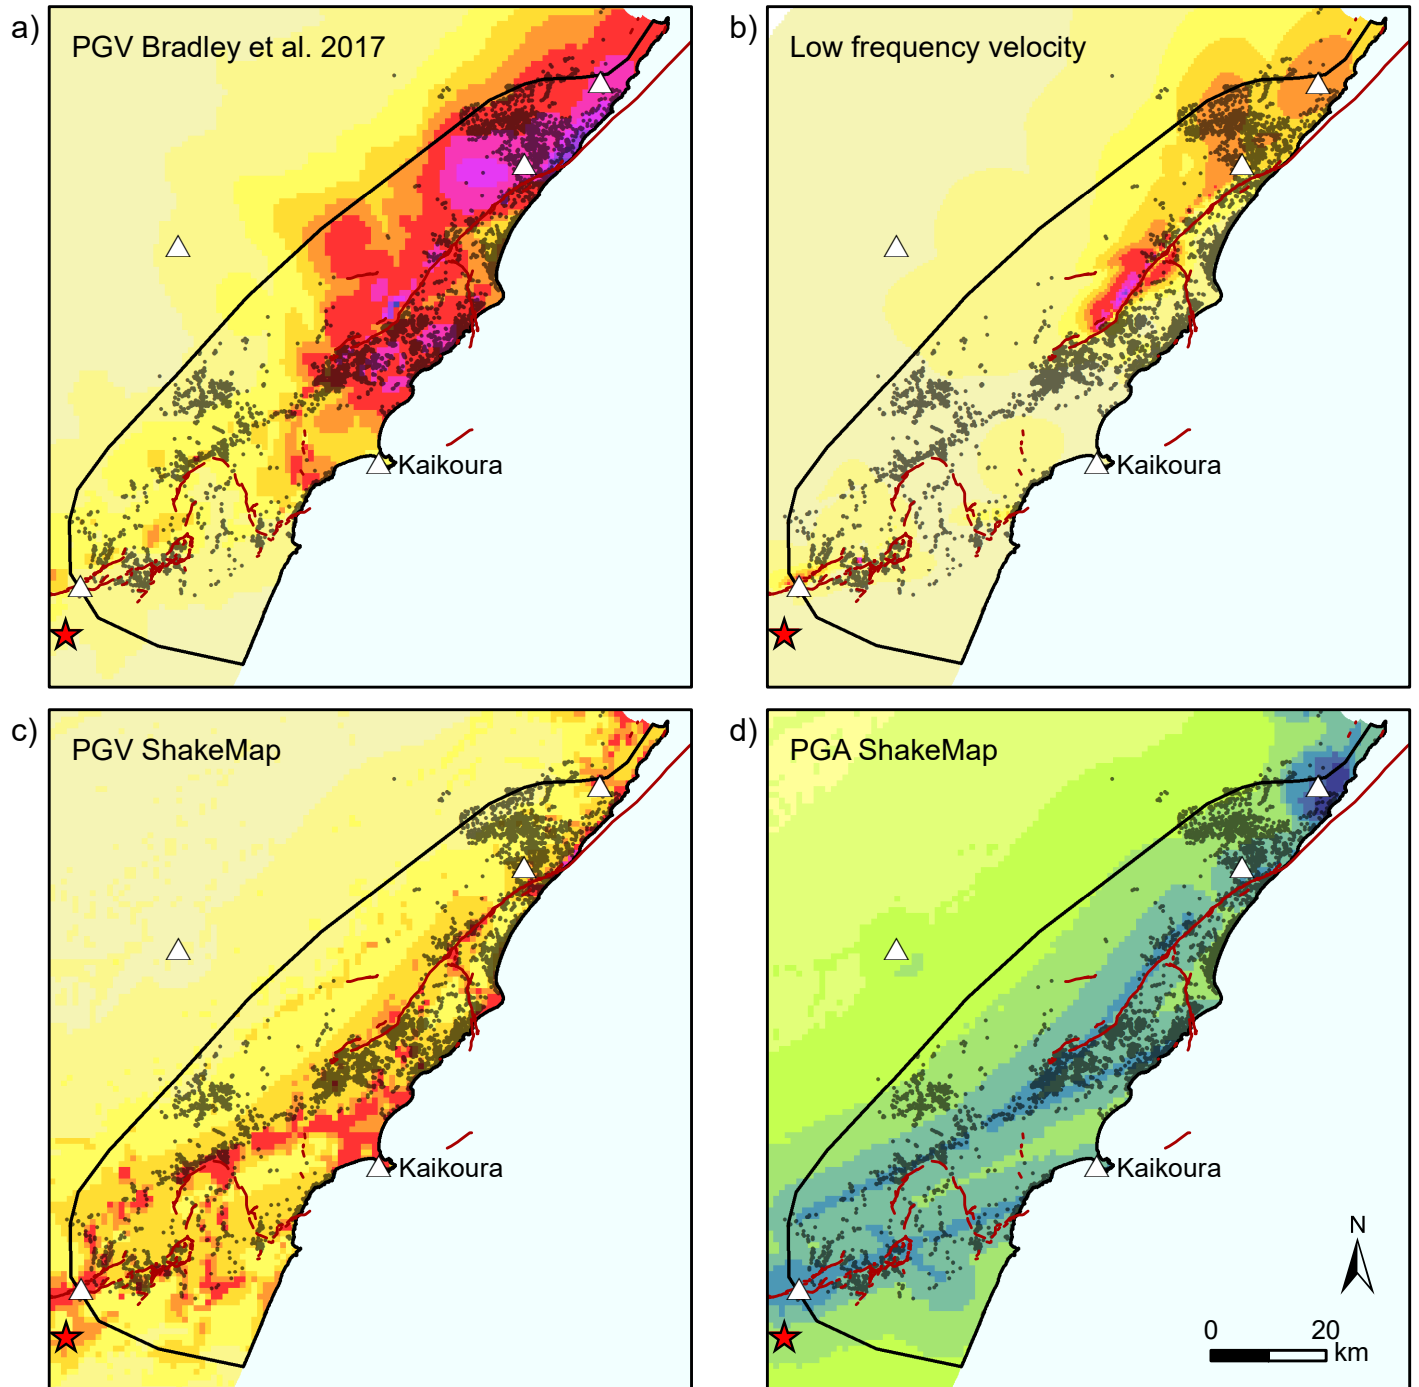 a) PGV Bradley et al. 2017
Kaikoura
b) Low frequency velocity
Kaikoura
c) PGV ShakeMap
Kaikoura
d) PGA ShakeMap
Kaikoura
N
0 20
km